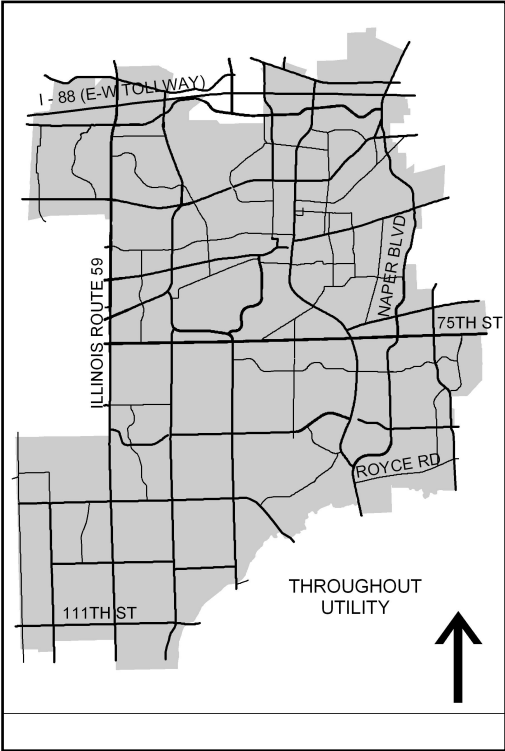 I - 88 (E-W TOLLWAY)
ILLINOIS ROUTE 59
NAPER BLVD
75TH ST
ROYCE RD
THROUGHOUT
UTILITY
111TH ST